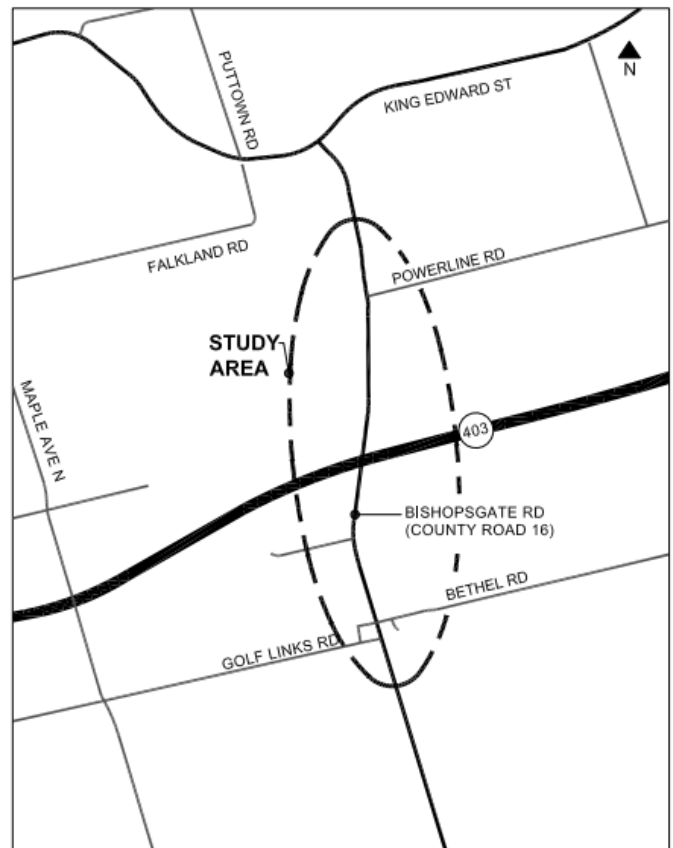 N
PUTTOWN RD
KING EDWARD ST
FALKLAND RD
POWERLINE RD
STUDY
AREA
MAPLE AVE N
403
BISHOPSGATE RD
(COUNTY ROAD 16)
BETHEL RD
GOLF LINKS RD